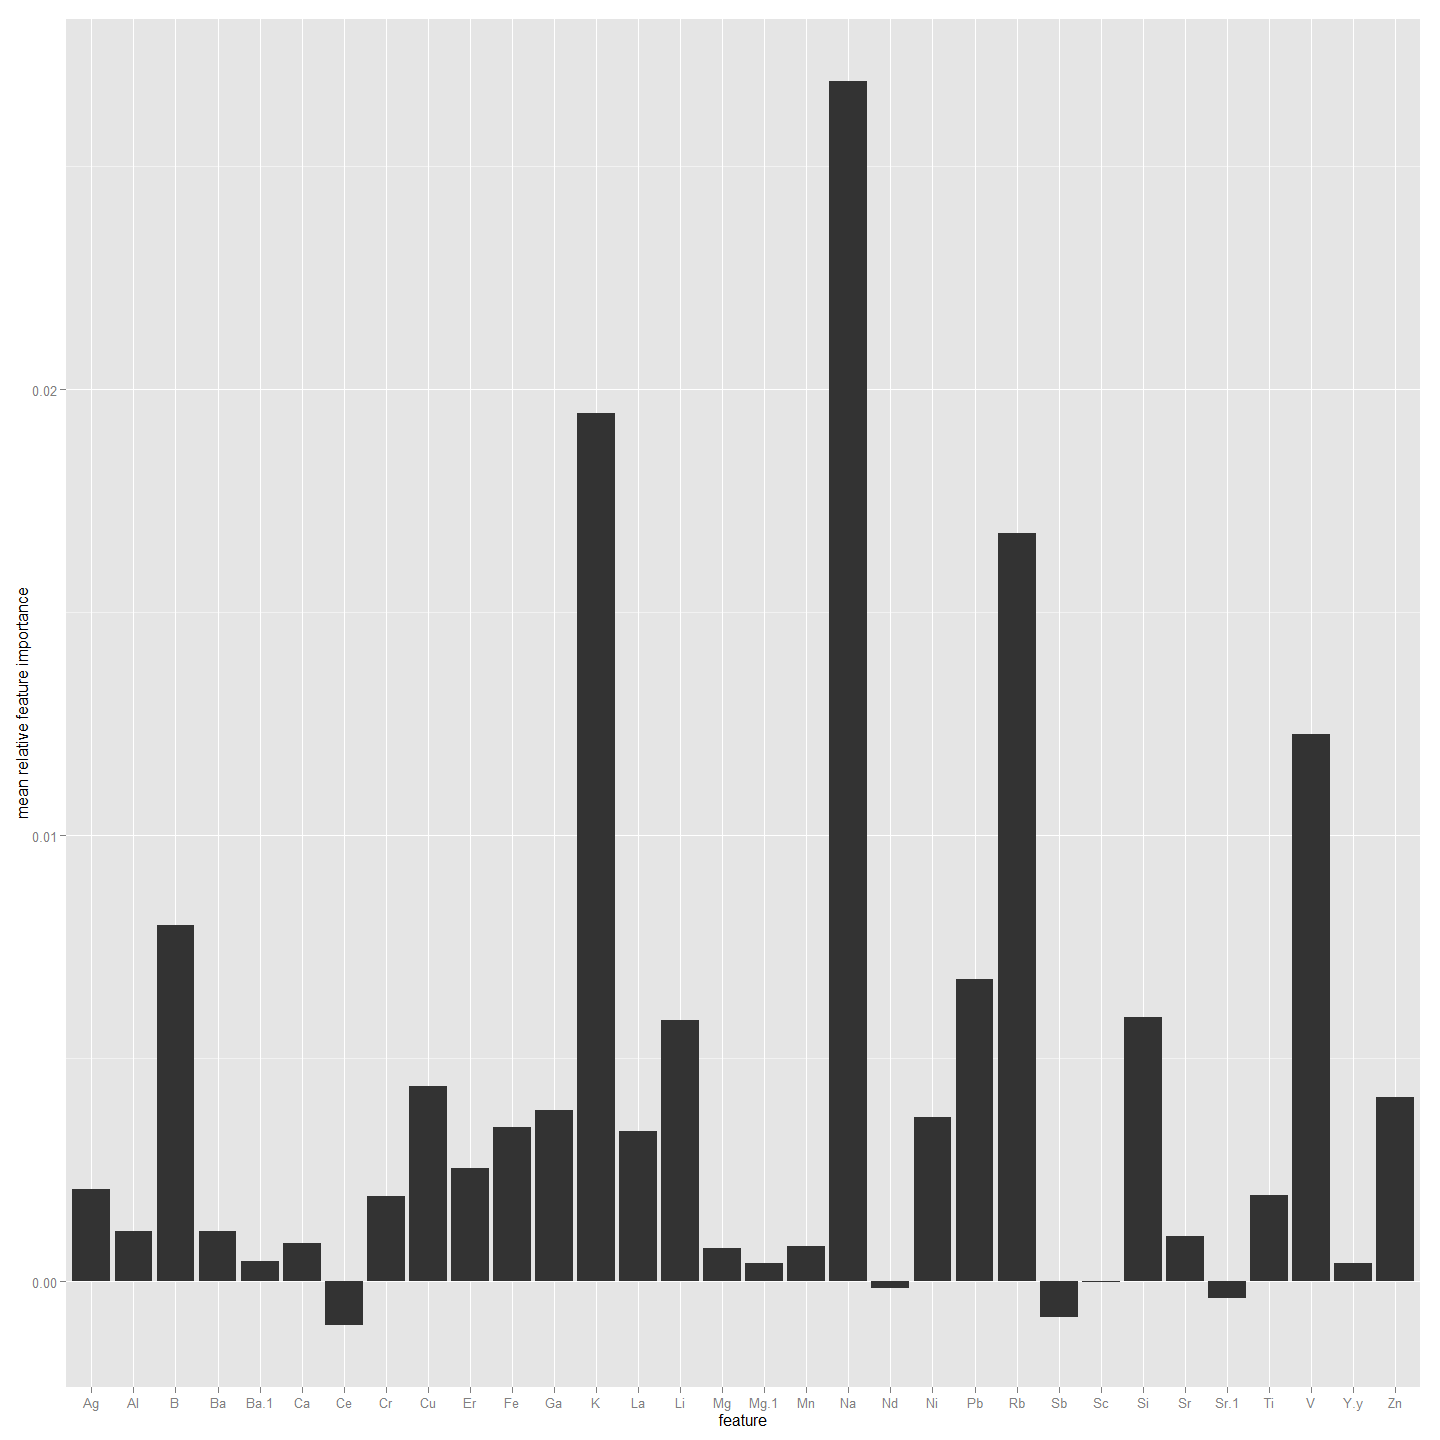 mean relative feature importance
0.02
0.01
0.00
Ag Al B Ba Ba.1 Ca Ce Cr Cu Er Fe Ga K La Li Mg Mg.1 Mn Na Nd Ni Pb Rb Sb Sc Si Sr Sr.1 Ti V Y.y Zn
feature